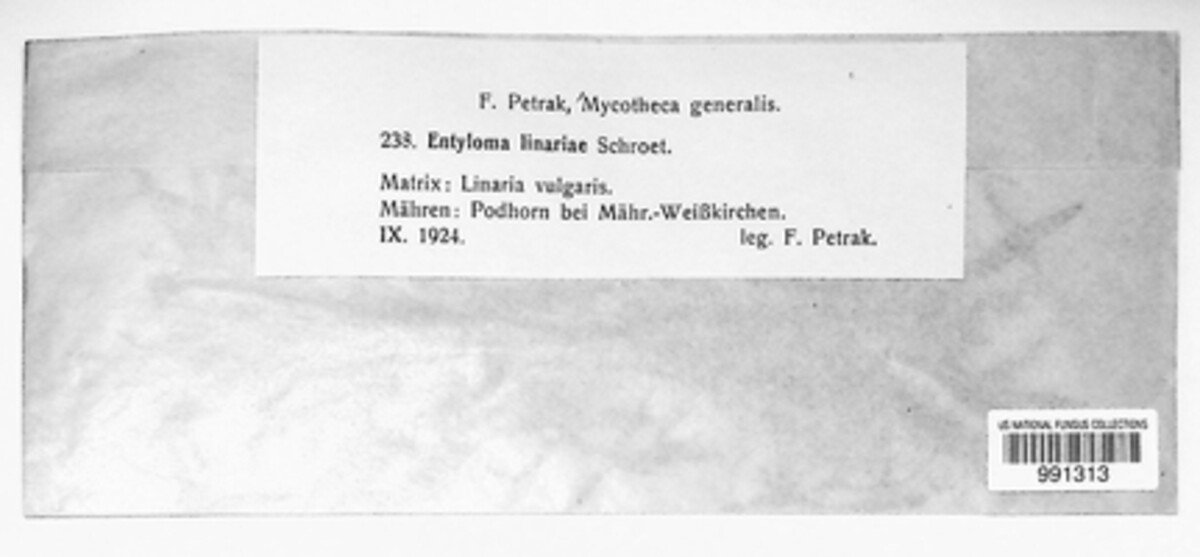 F. Petrak, Mycotheca generalis.
238. Entyloma linariae Schroet.
Matrix: Linaria vulgaris.
Mähren: Podhorn bei Mähr.-Weißkirchen.
IX. 1924. leg. F. Petrak.
US NATIONAL FUNGUS COLLECTIONS
991313